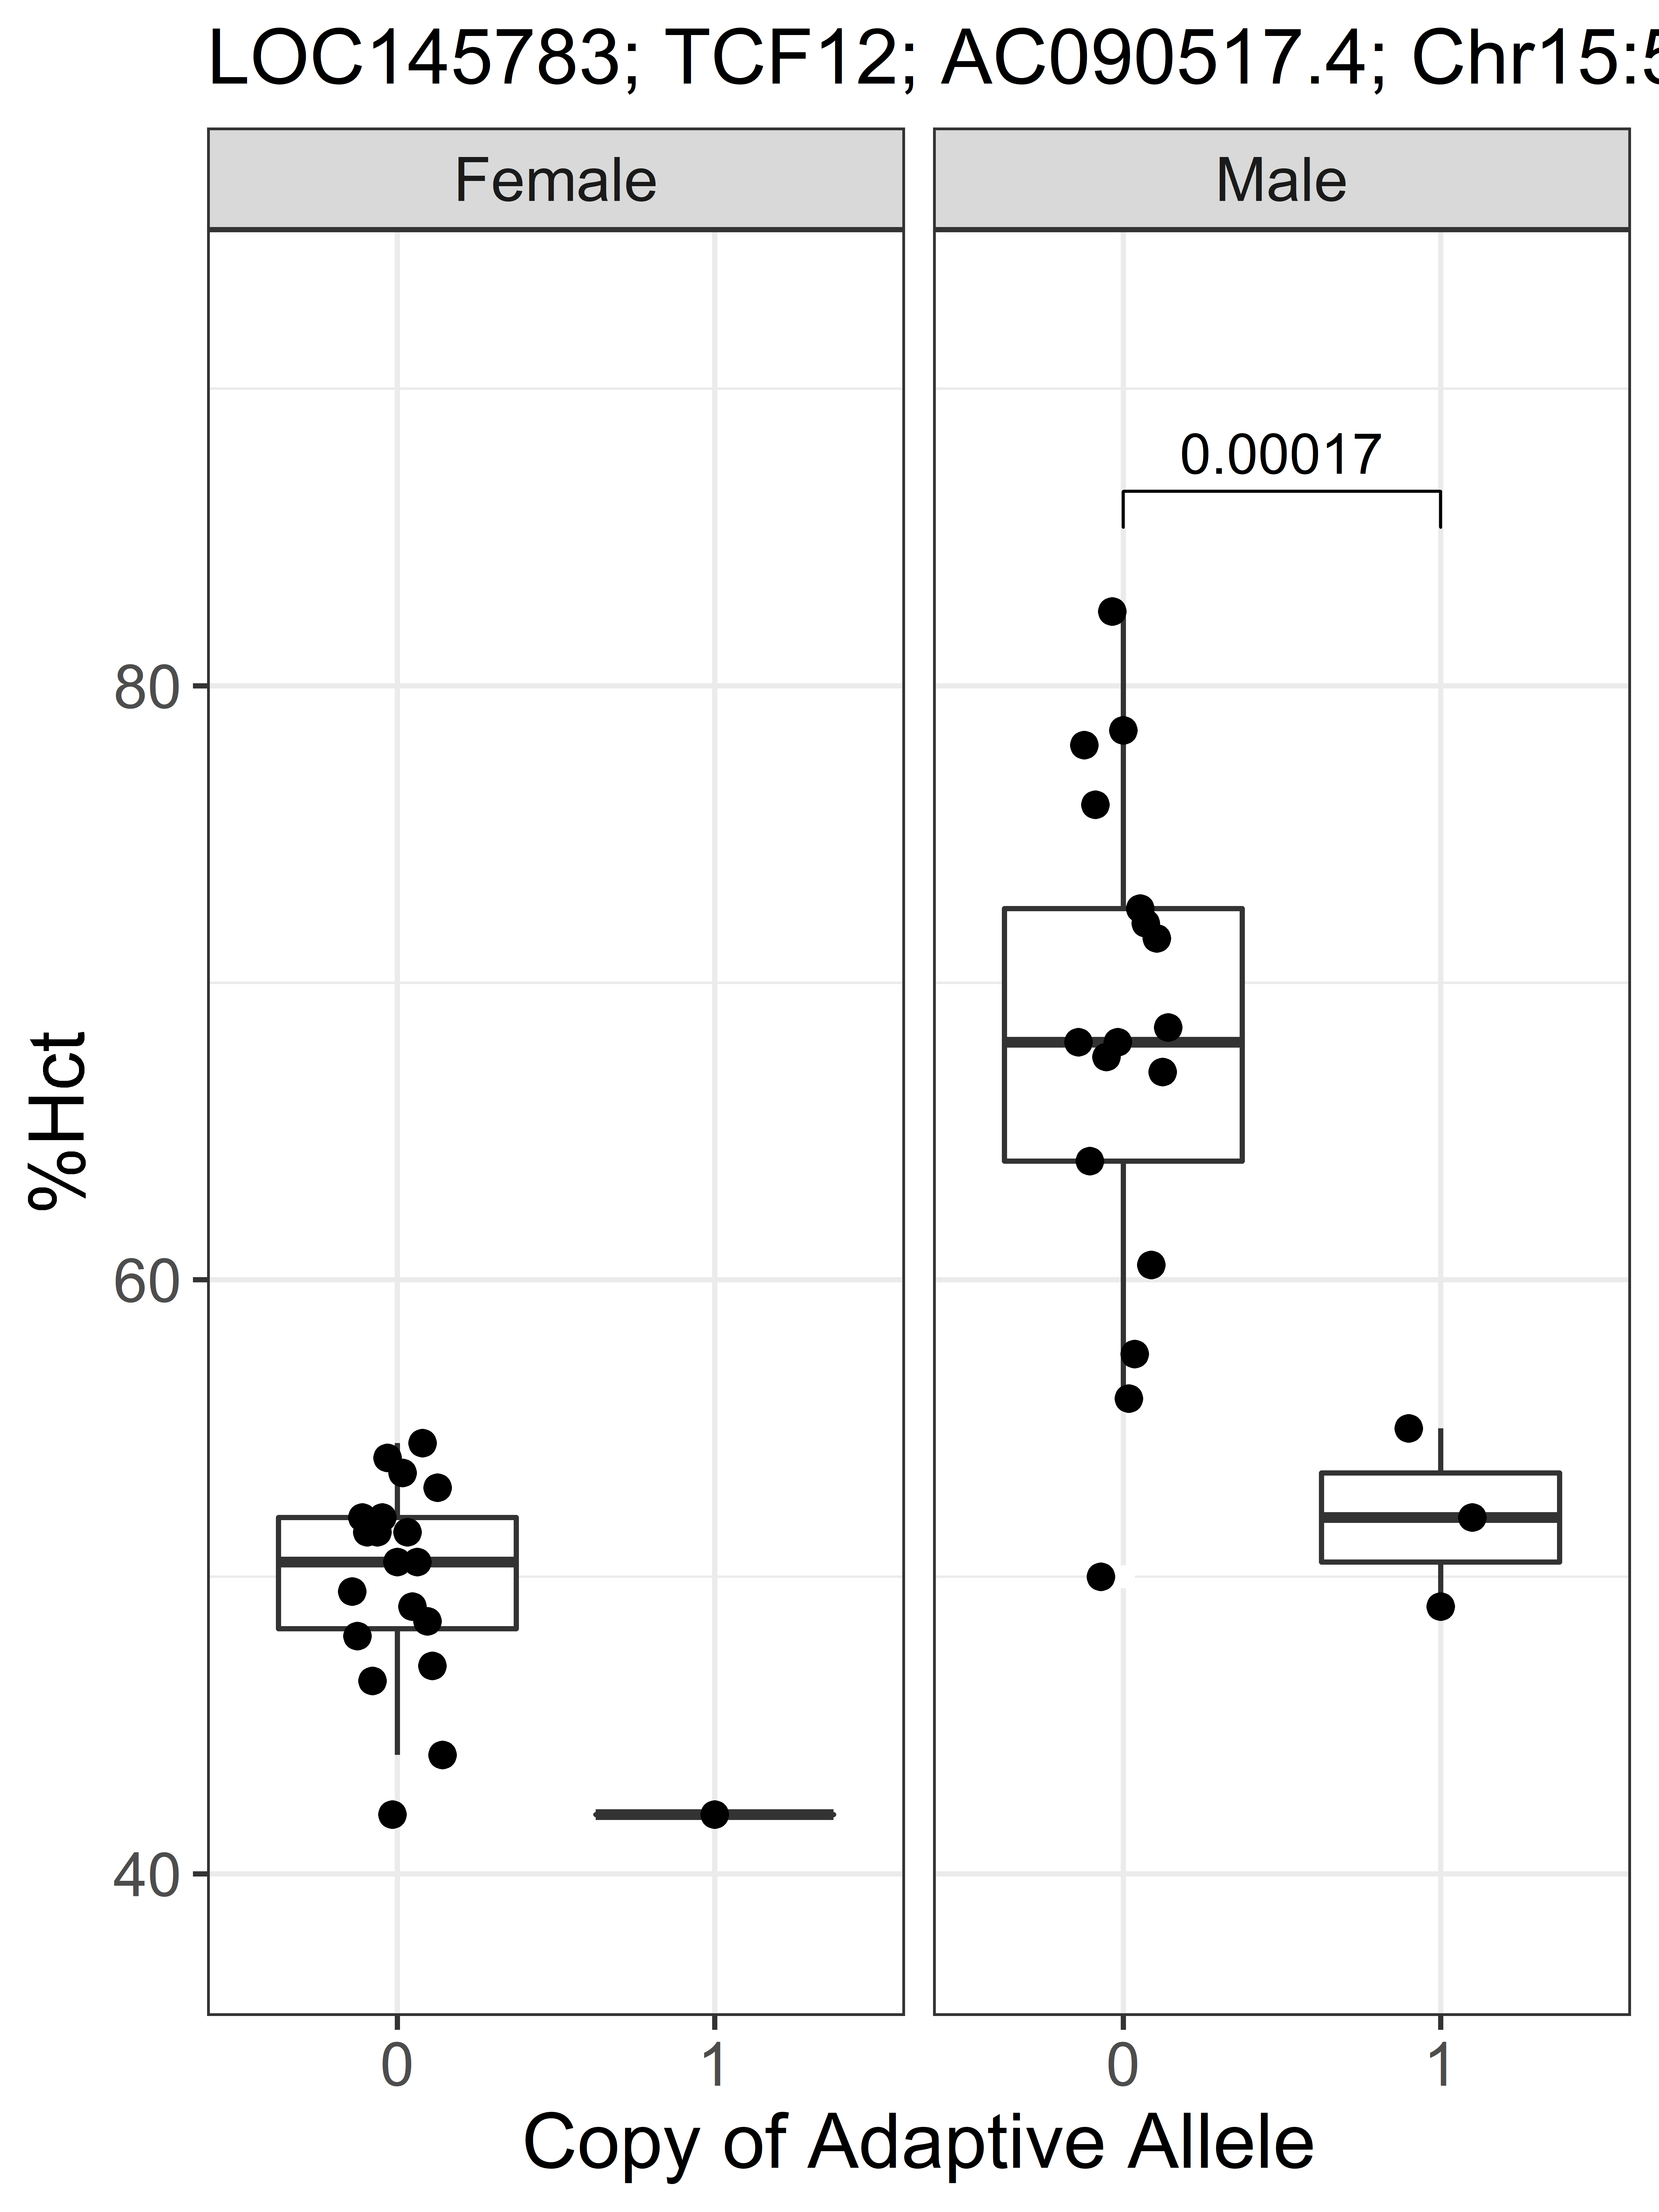 LOC145783; TCF12; AC090517.4; Chr15:5
Female
Male
0.00017
80
60
40
%Hct
0
1
0
1
Copy of Adaptive Allele